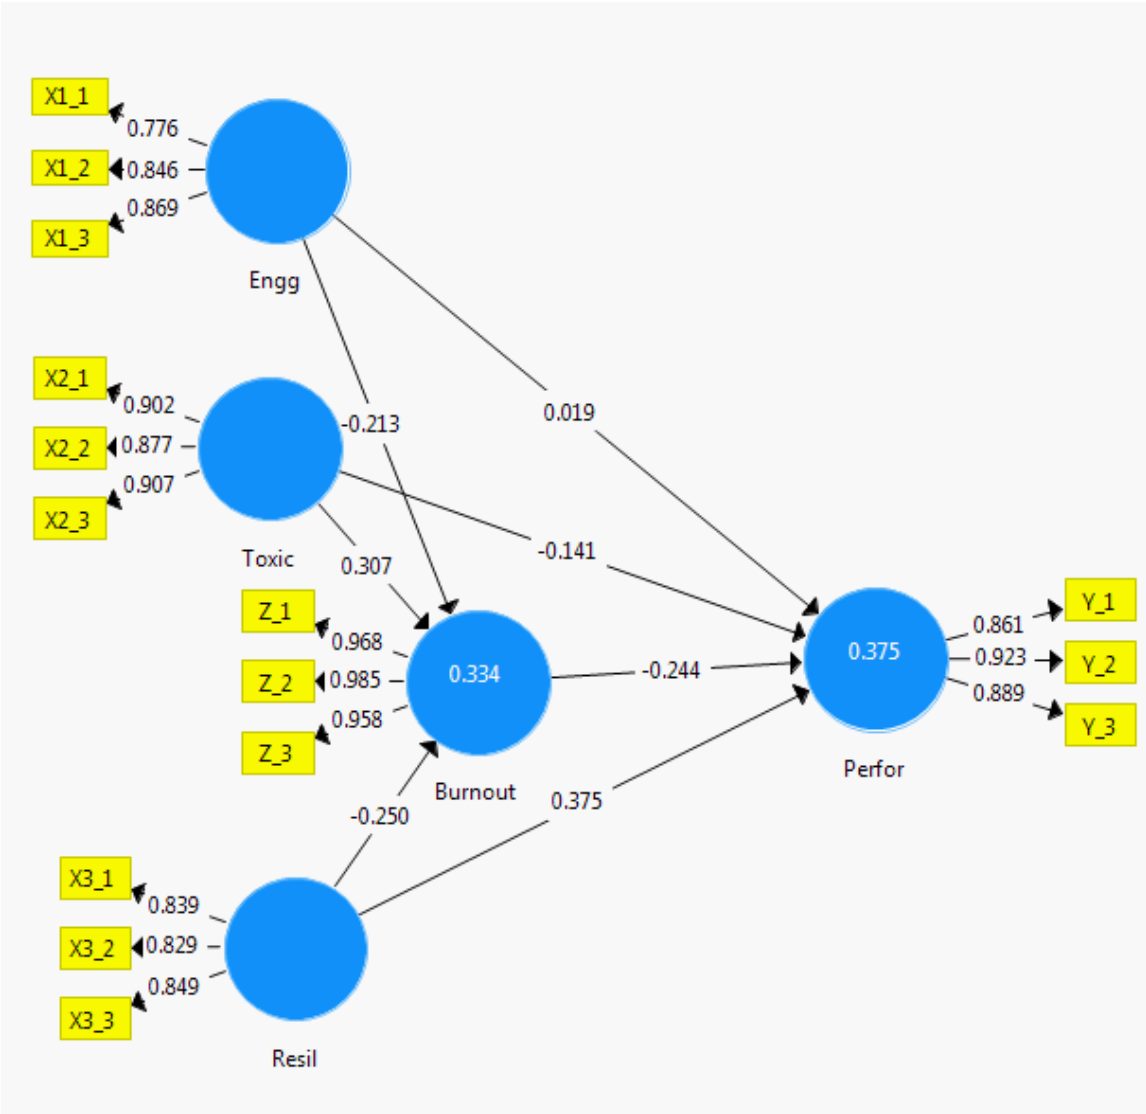 X1_1
0.776
X1_2
0.846
0.869
X1_3
Engg
X2_1
0.902
X2_2
0.877
0.907
X2_3
Toxic
-0.213
0.019
-0.141
0.307
Z_1
0.968
Z_2
0.985
0.958
Z_3
0.334
Burnout
-0.244
0.375
Perfor
0.861
Y_1
0.923
Y_2
0.889
Y_3
-0.250
0.375
X3_1
0.839
X3_2
0.829
0.849
X3_3
Resil